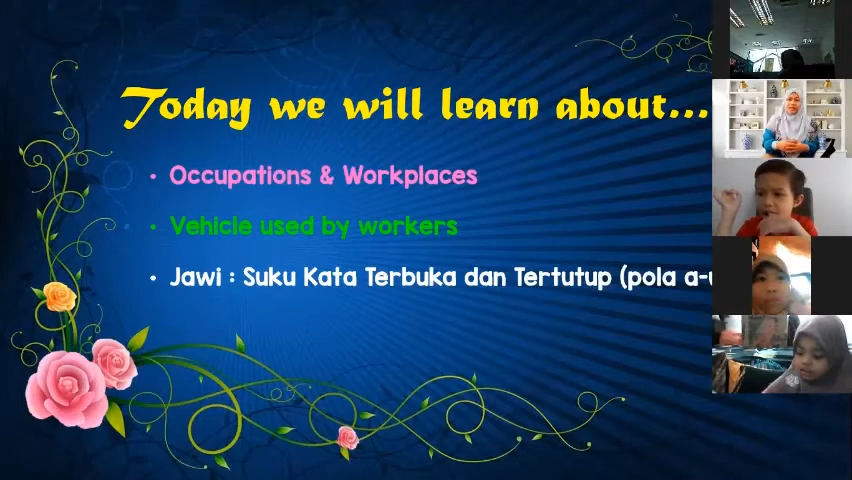 Today we will learn about...
• Occupations & Workplaces
• Vehicle used by workers
• Jawi : Suku Kata Terbuka dan Tertutup (pola a-u